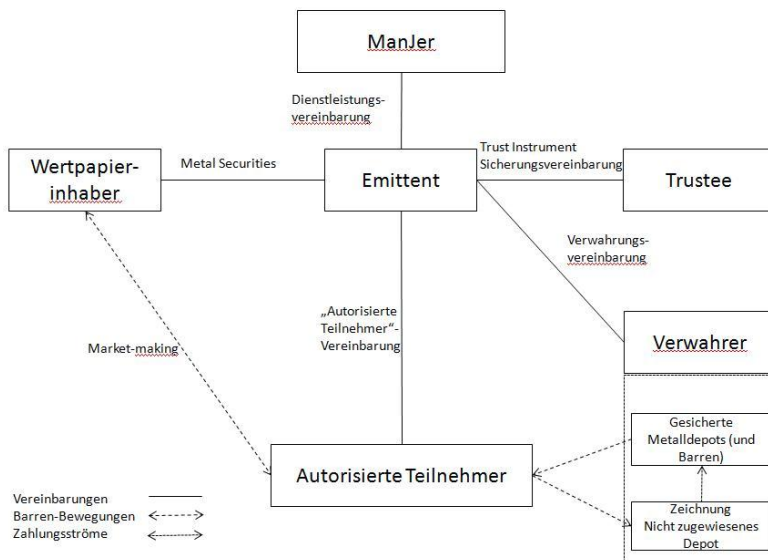 ManJer
Dienstleistungs-
vereinbarung
Wertpapier-
inhaber
Metal Securities
Emittent
Trust Instrument
Sicherungsvereinbarung
Trustee
Verwahrungs-
vereinbarung
„Autorisierte
Teilnehmer“-
Vereinbarung
Market-making
Verwahrer
Gesicherte
Metalldepots (und
Barren)
Autorisierte Teilnehmer
Zeichnung
Nicht zugewiesenes
Depot
Vereinbarungen
Barren-Bewegungen
Zahlungsströme